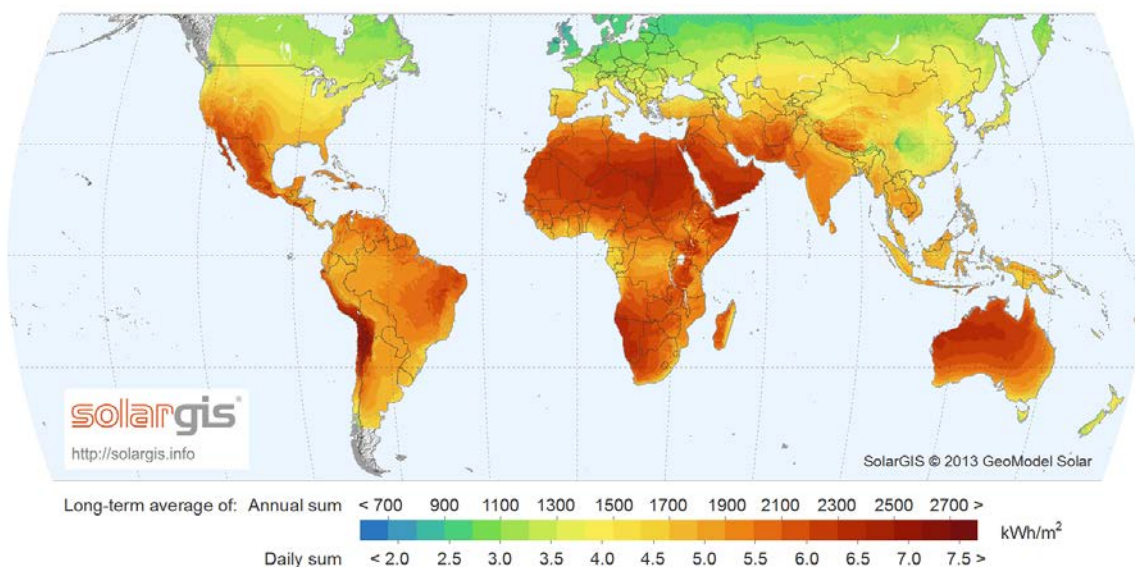 solargis®
http://solargis.info
SolarGIS © 2013 GeoModel Solar
Long-term average of: Annual sum < 700 900 1100 1300 1500 1700 1900 2100 2300 2500 2700 > kWh/m²
Daily sum < 2.0 2.5 3.0 3.5 4.0 4.5 5.0 5.5 6.0 6.5 7.0 7.5 >